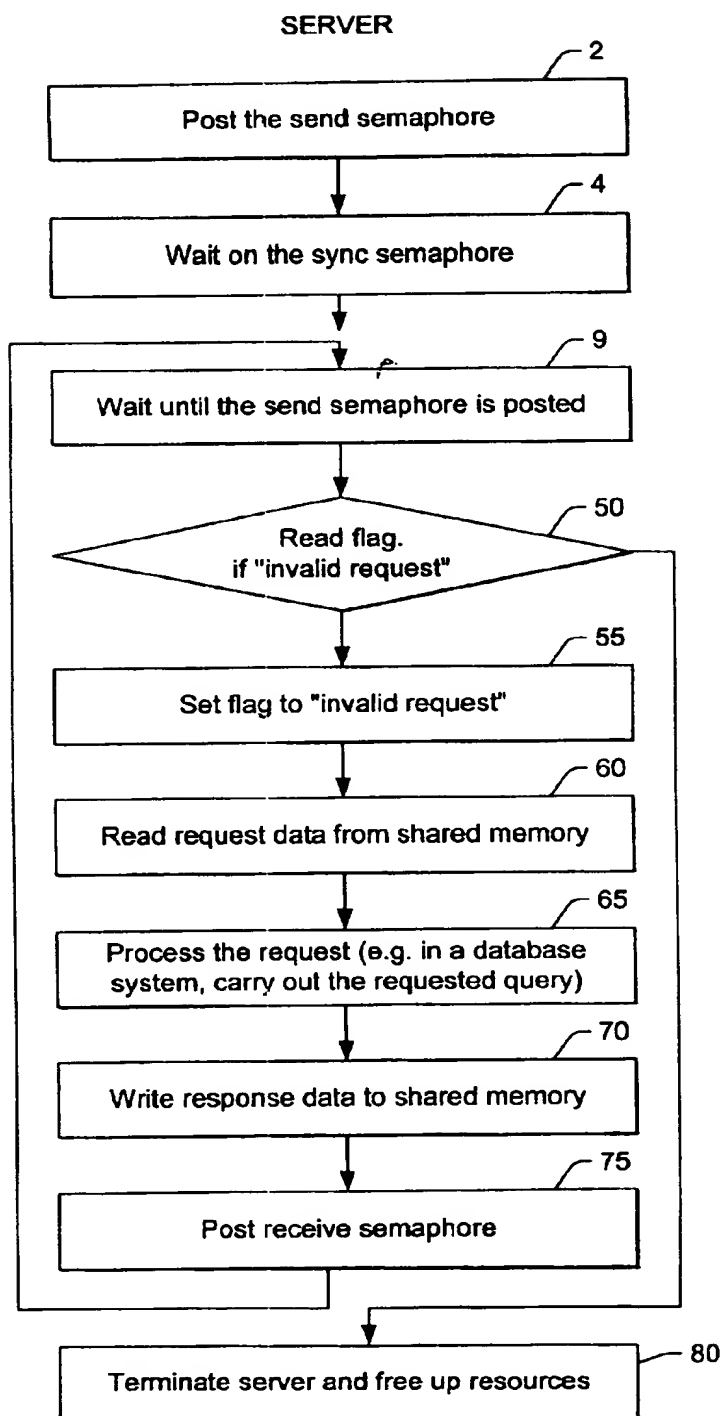 SERVER
2
Post the send semaphore
4
Wait on the sync semaphore
9
Wait until the send semaphore is posted
50
Read flag.
if "invalid request"
55
Set flag to "invalid request"
60
Read request data from shared memory
65
Process the request (e.g. in a database
system, carry out the requested query)
70
Write response data to shared memory
75
Post receive semaphore
Terminate server and free up resources
80